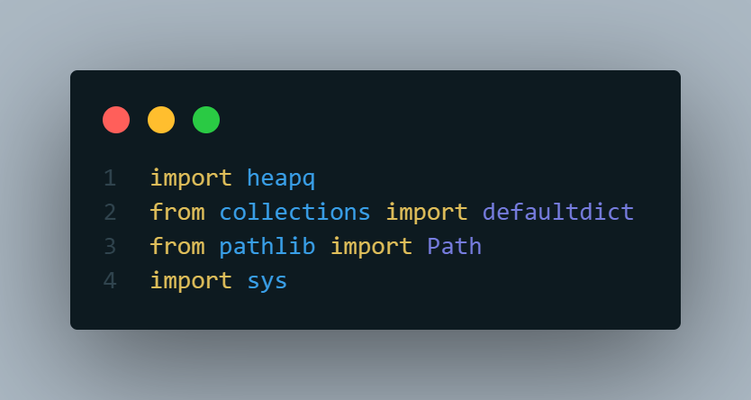 1 import heapq
2 from collections import defaultdict
3 from pathlib import Path
4 import sys